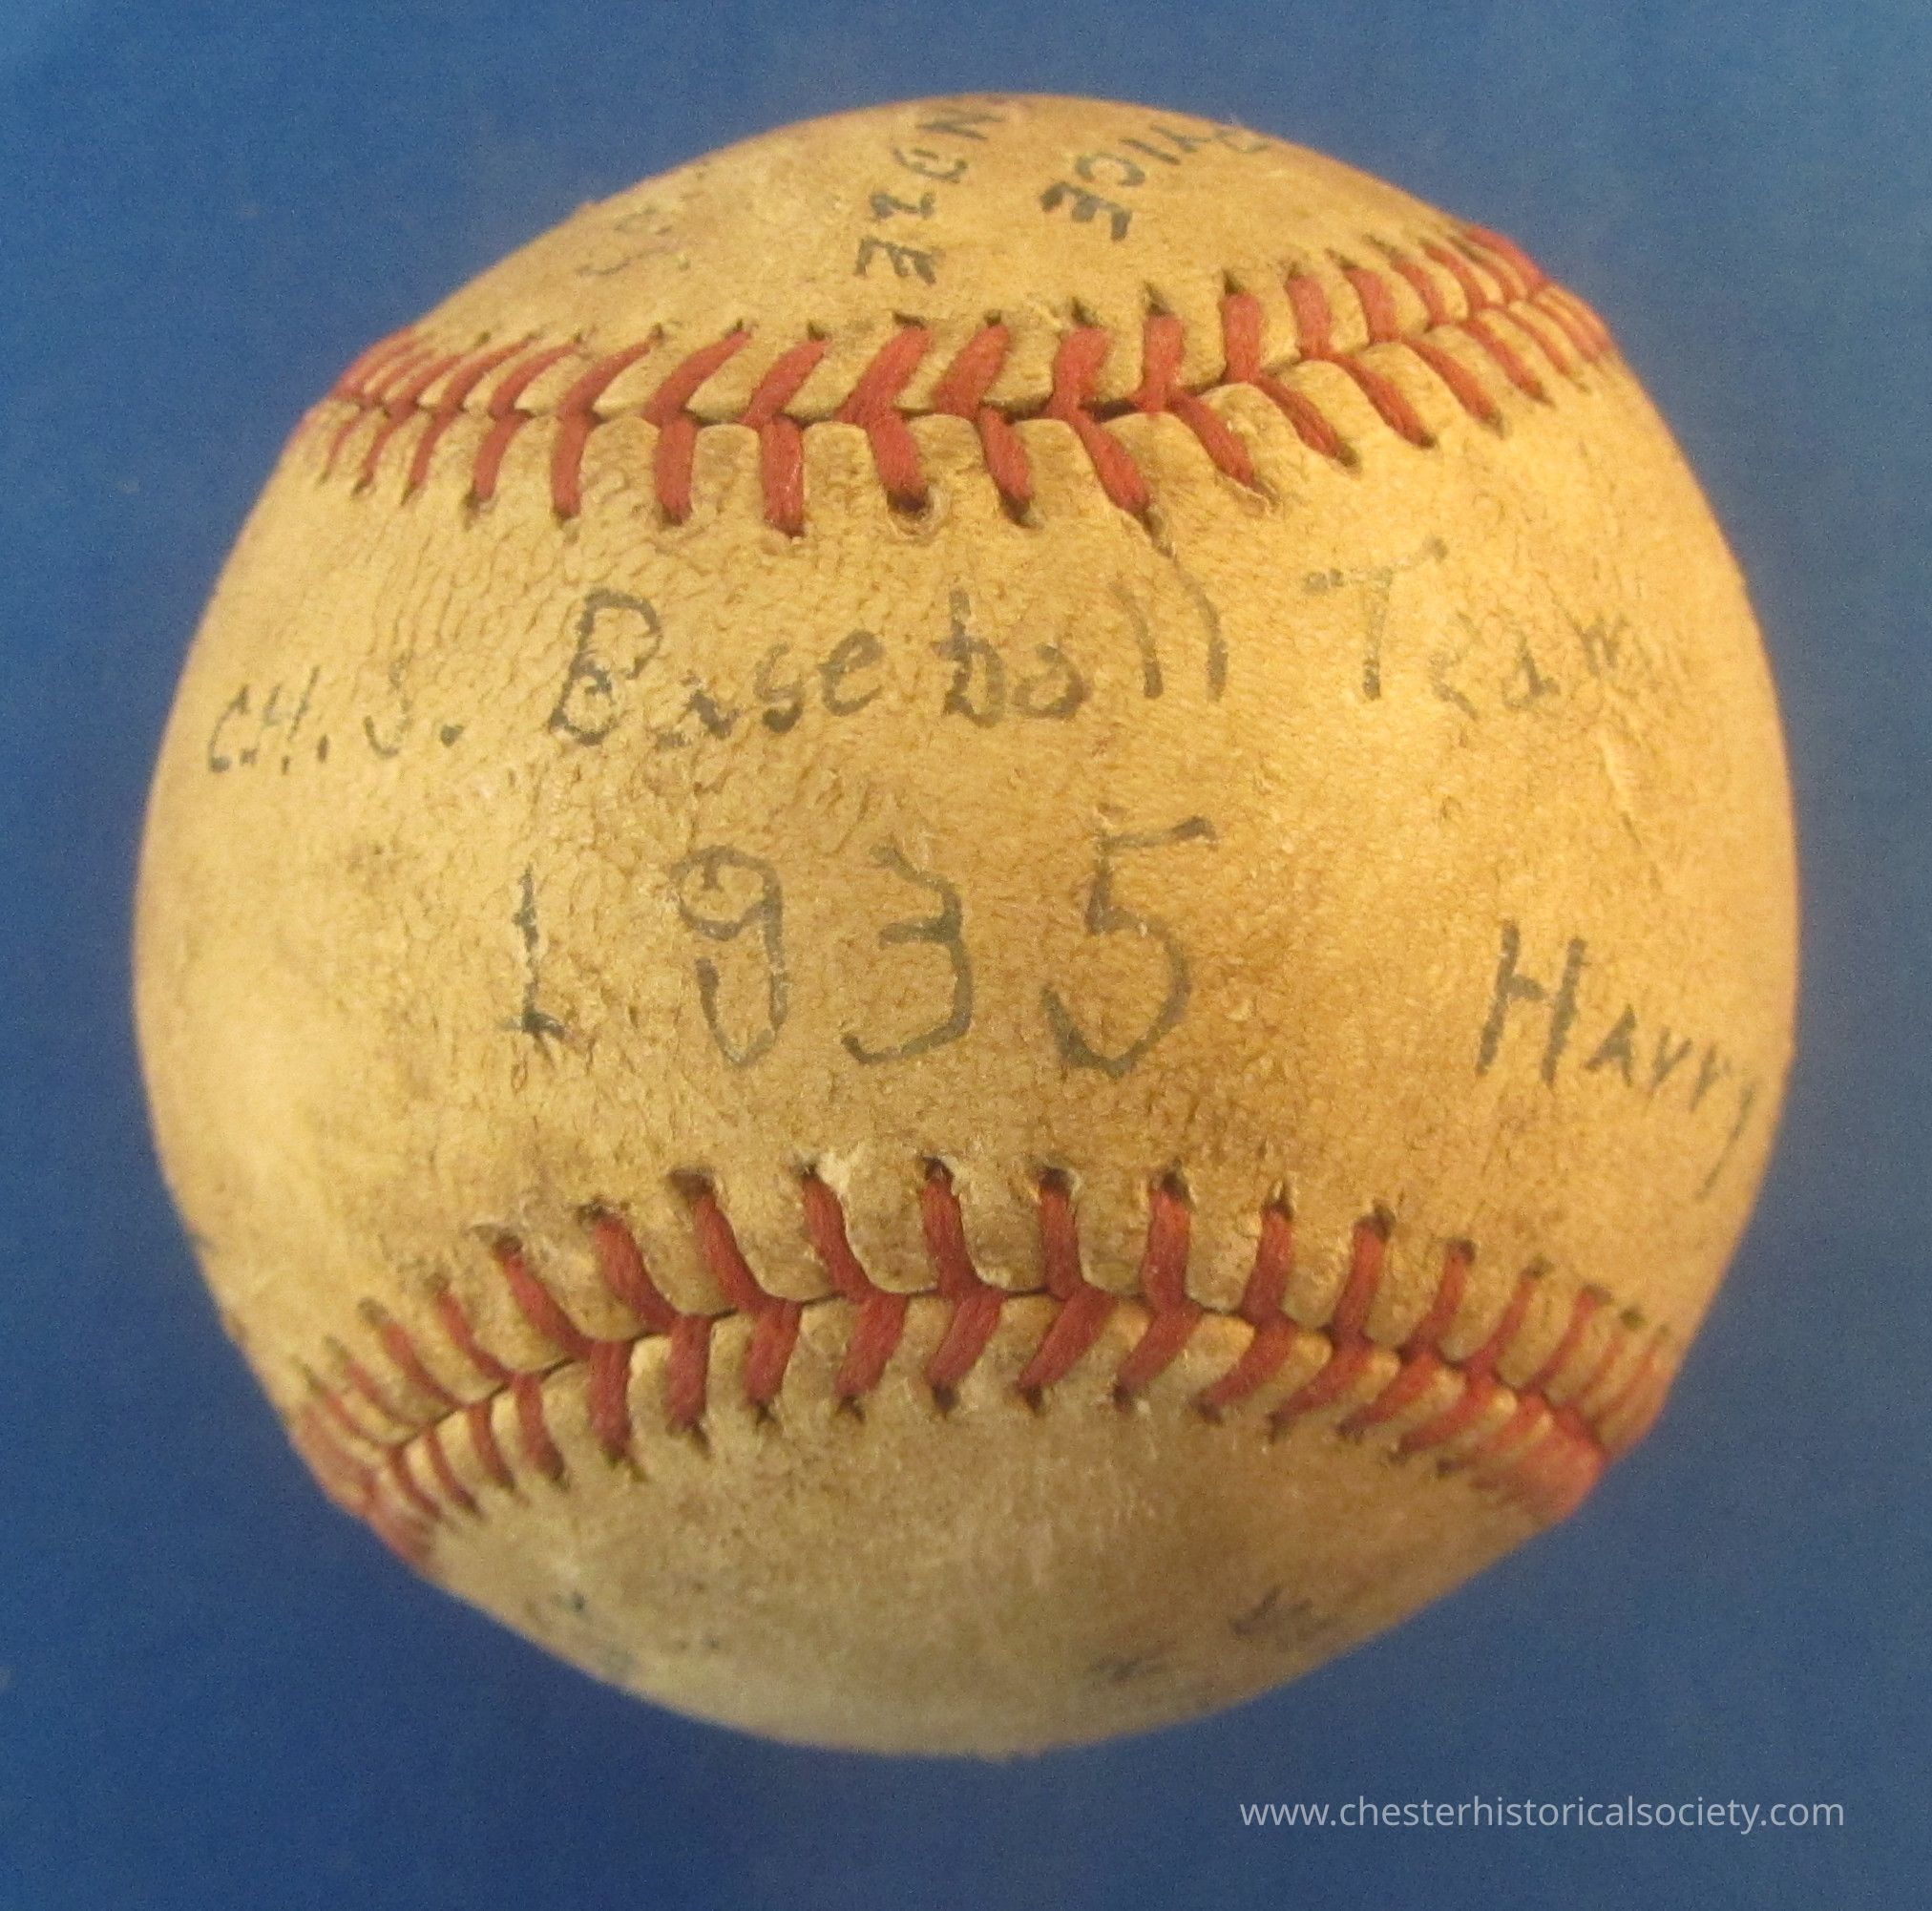 C.H.S. Baseball Team
1935
Harry
www.chesterhistoricalsociety.com